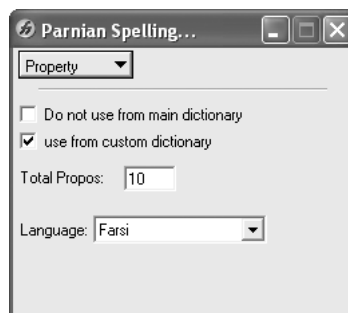 Parnian Spelling...
Property
Do not use from main dictionary
use from custom dictionary
Total Propos: 10
Language: Farsi